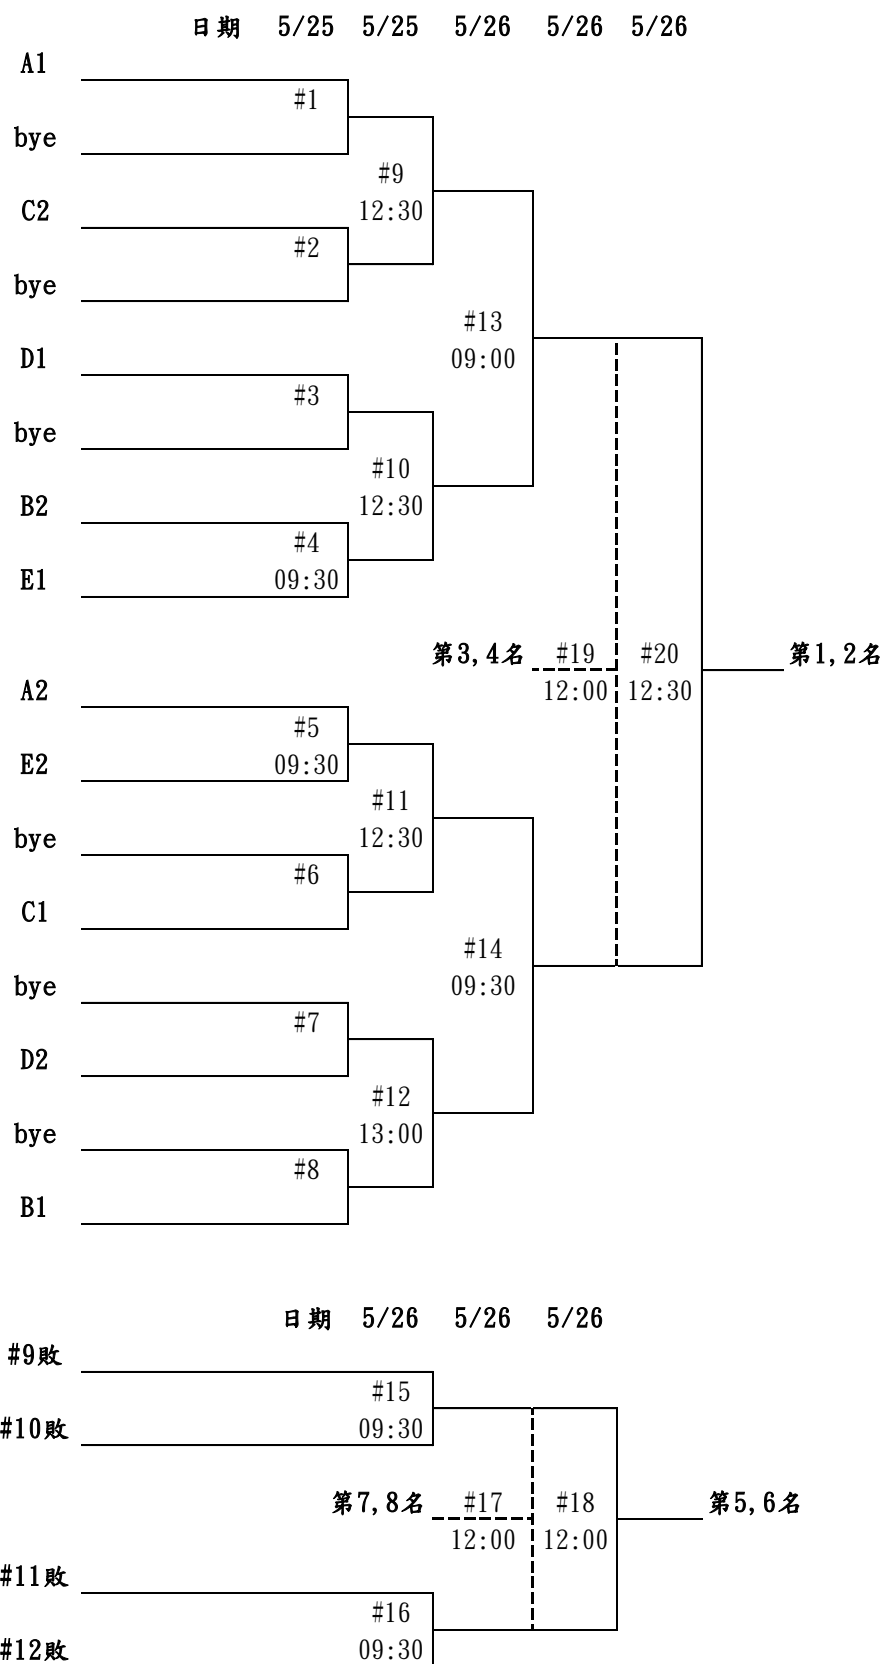 日期 5/25 5/25 5/26 5/26 5/26
A1
#1
bye
#9
C2 12:30
#2
bye
#13
D1 09:00
#3
bye
#10
B2 12:30
#4
E1 09:30
第3,4名 #19 #20 第1,2名
A2 12:00 12:30
#5
E2 09:30
#11
bye 12:30
#6
C1
#14
bye 09:30
#7
D2
#12
bye 13:00
#8
B1
日期 5/26 5/26 5/26
#9敗
#15
#10敗 09:30
第7,8名 #17 #18 第5,6名
12:00 12:00
#11敗
#16
#12敗 09:30